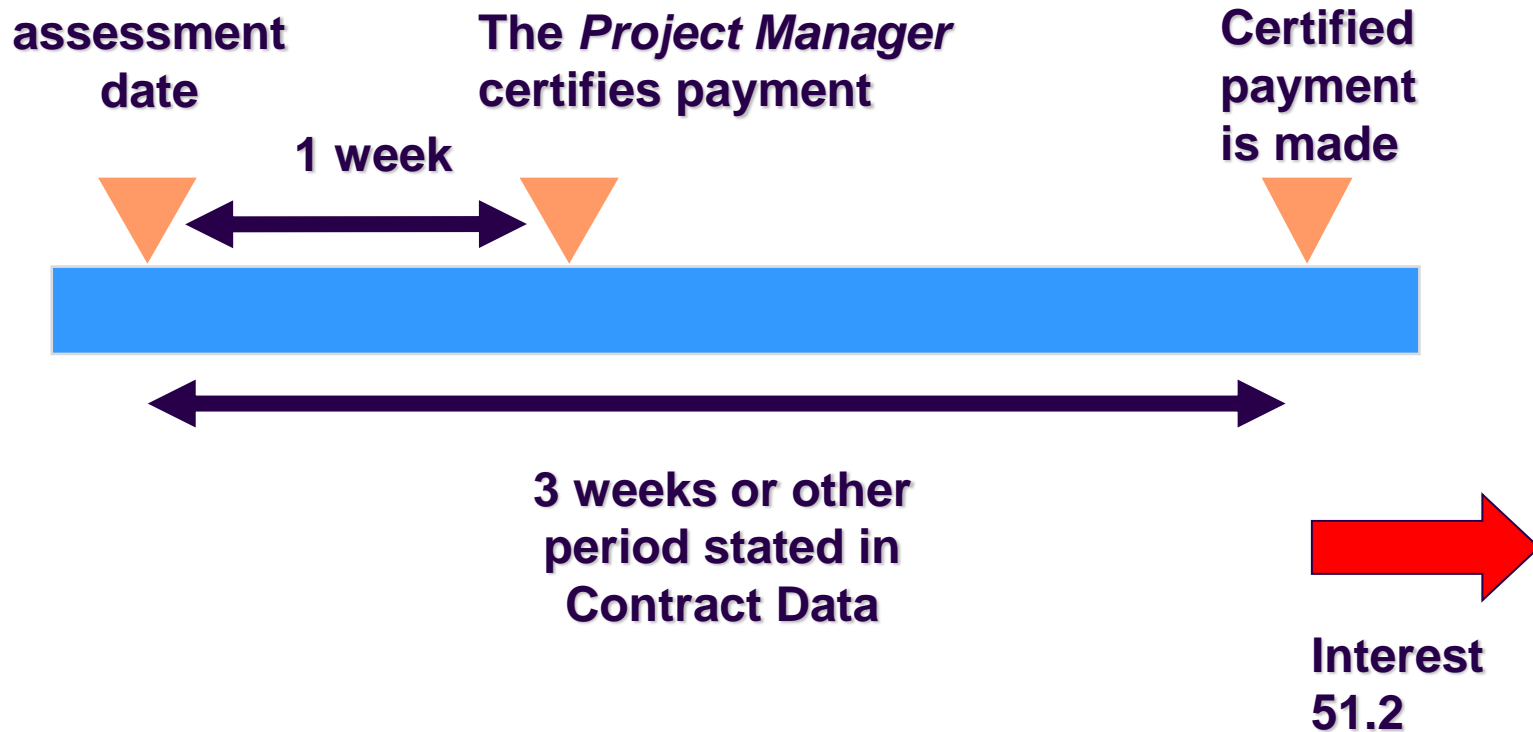 assessment
date
The Project Manager
certifies payment
Certified
payment
is made
1 week
3 weeks or other
period stated in
Contract Data
Interest
51.2